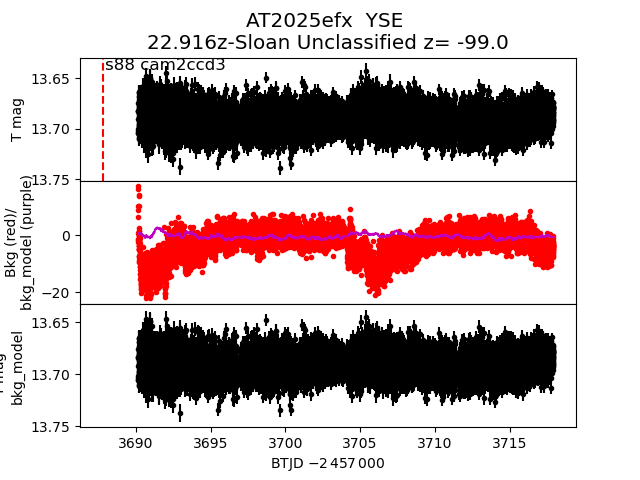 AT2025efx YSE
22.916z-Sloan Unclassified z= -99.0
s88 cam2ccd3
13.65
13.70
13.75
T mag
0
−20
Bkg (red)/
bkg_model (purple)
13.65
13.70
13.75
bkg_model
3690 3695 3700 3705 3710 3715
BTJD −2 457 000